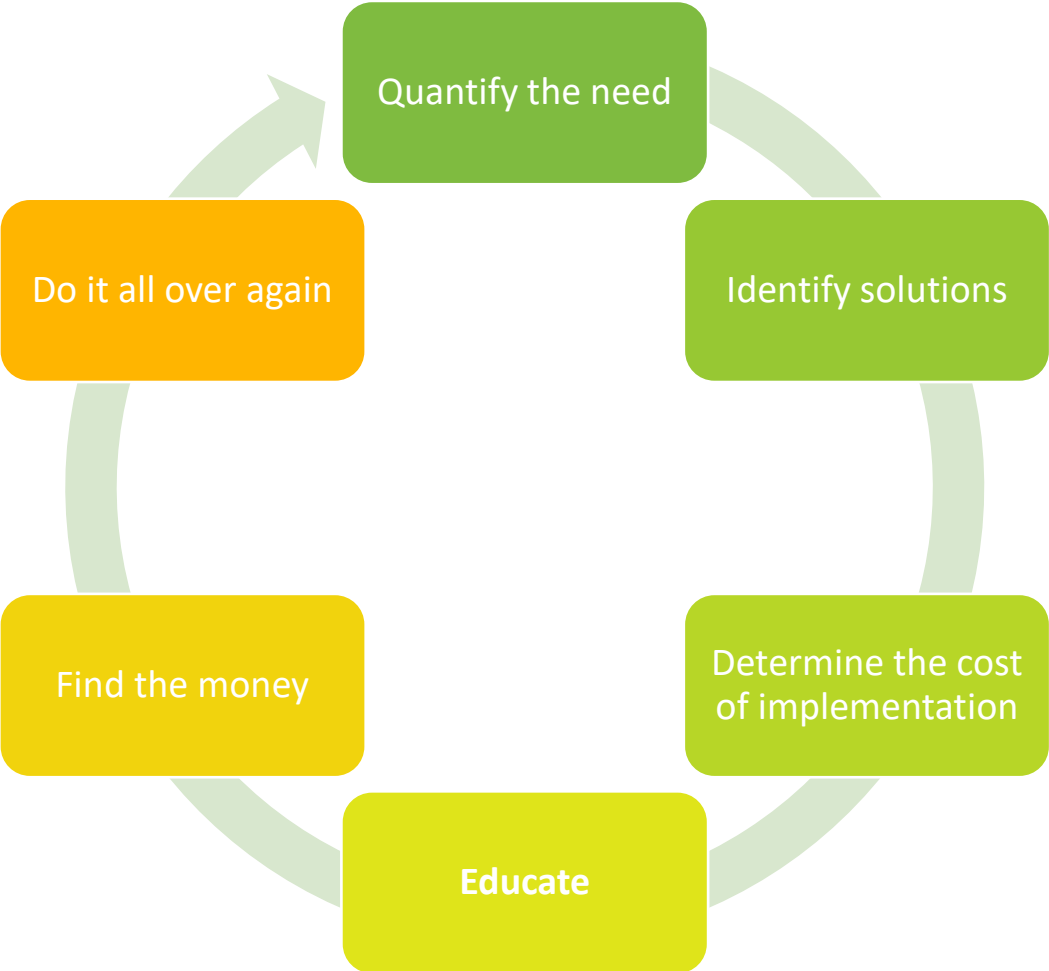 Quantify the need
Identify solutions
Determine the cost
of implementation
Educate
Find the money
Do it all over again